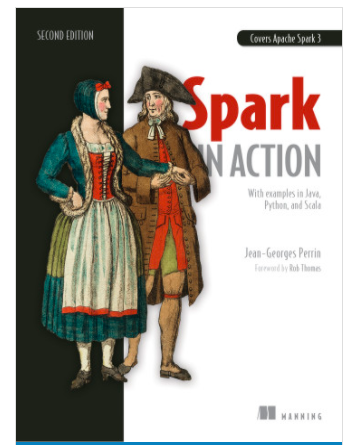 SECOND EDITION
Covers Apache Spark 3
Spark
IN ACTION
With examples in Java,
Python, and Scala
Jean-Georges Perrin
Foreword by Rob Thomas
MANNING